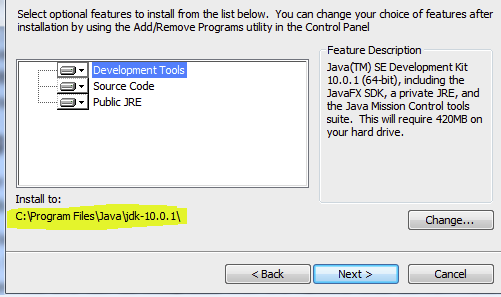 Select optional features to install from the list below. You can change your choice of features after
installation by using the Add/Remove Programs utility in the Control Panel
Development Tools
Source Code
Public JRE
Feature Description
Java(TM) SE Development Kit
10.0.1 (64-bit), including the
JavaFX SDK, a private JRE, and
the Java Mission Control tools
suite. This will require 420MB on
your hard drive.
Install to:
C:\Program Files\Java\jdk-10.0.1\
Change...
< Back
Next >
Cancel